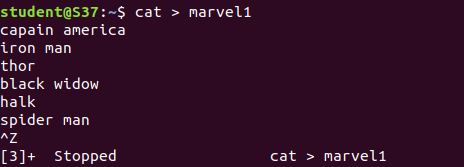 student@S37:~$ cat > marvel1
capain america
iron man
thor
black widow
halk
spider man
^Z
[3]+  Stopped                 cat > marvel1